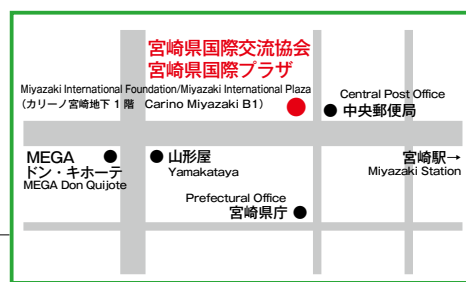 宮崎県国際交流協会
宮崎県国際プラザ
Miyazaki International Foundation/Miyazaki International Plaza
（カリーノ宮崎地下 1 階　Carino Miyazaki B1）
Central Post Office
中央郵便局
MEGA
ドン・キホーテ
MEGA Don Quijote
山形屋
Yamakataya
宮崎駅→
Miyazaki Station
Prefectural Office
宮崎県庁